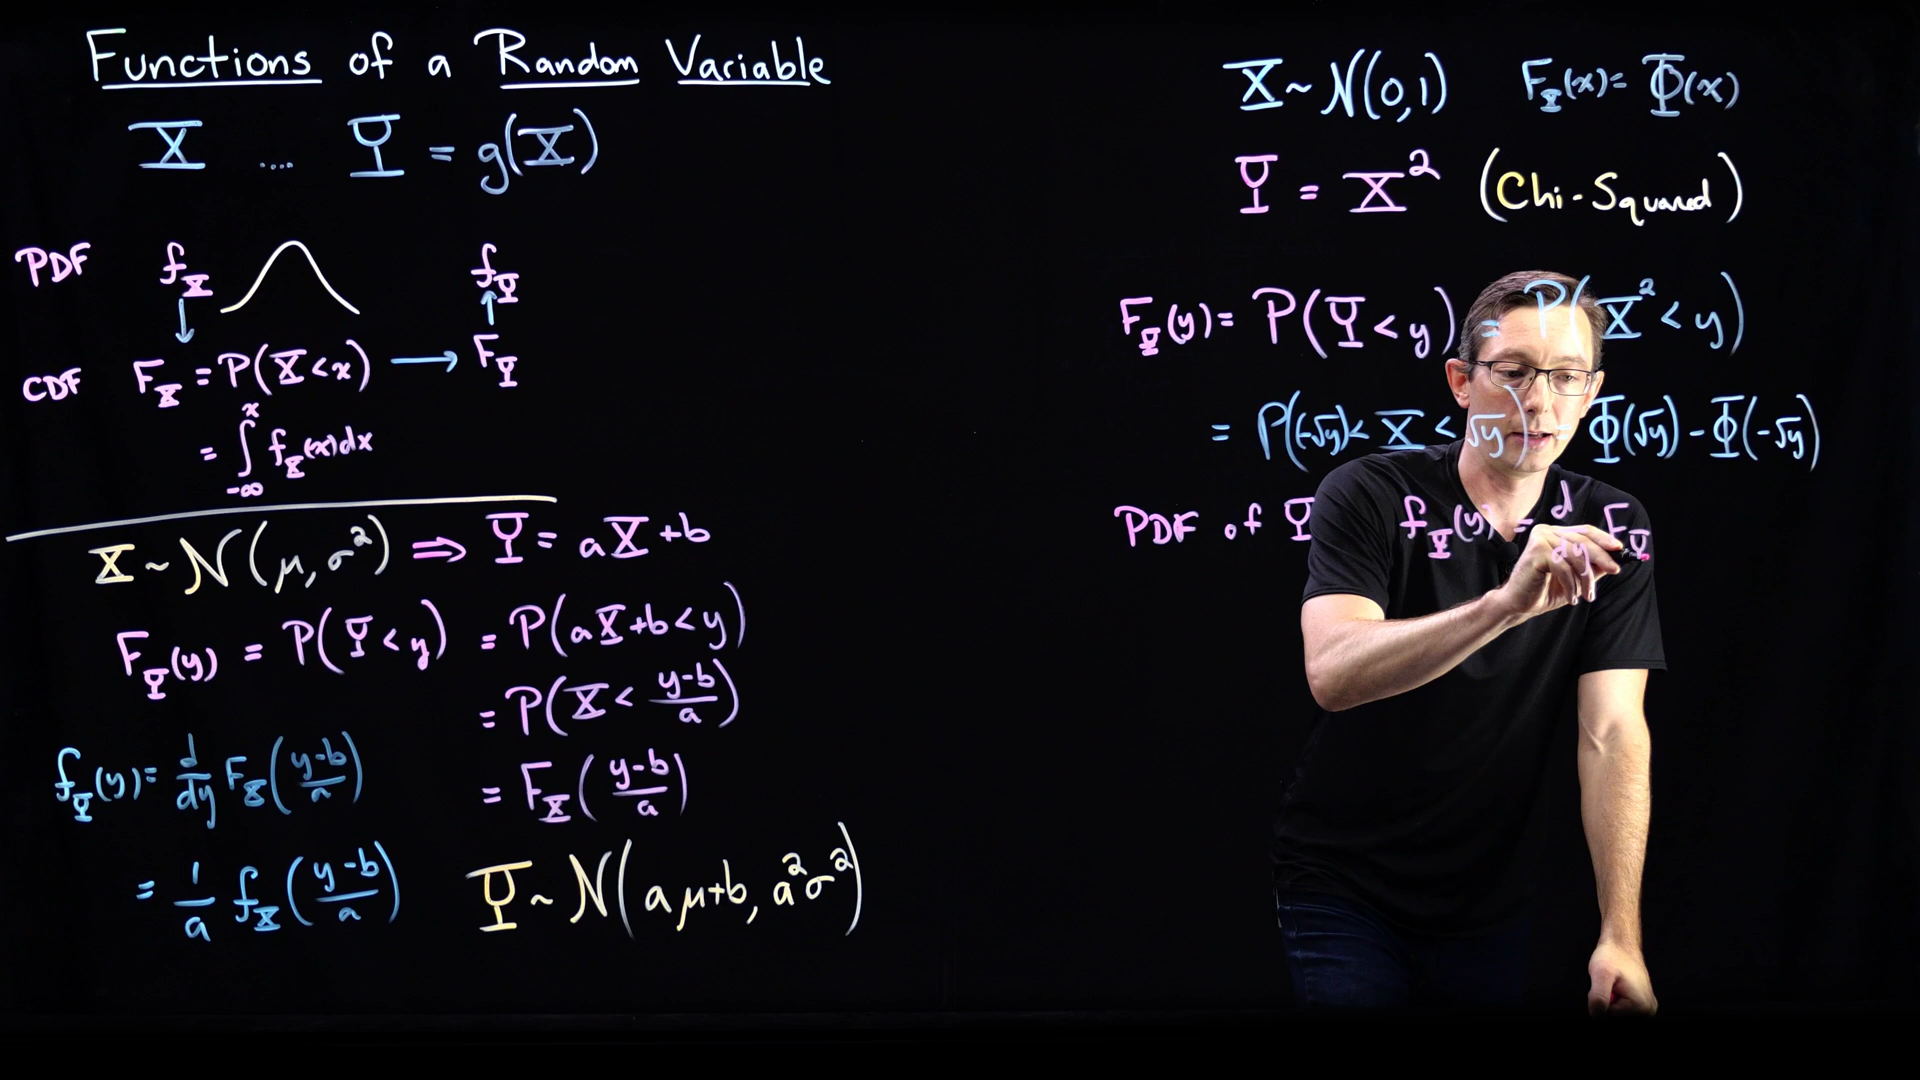 Functions of a Random Variable
X .... Y = g(X)
PDF f_X f_Y
CDF F_X = P(X < x) → F_Y
= ∫_{-∞}^{x} f_X(x)dx
X ~ N(μ, σ²) ⇒ Y = aX + b
F_Y(y) = P(Y < y) = P(aX + b < y)
= P(X < (y-b)/a)
f_Y(y) = d/dy F_X((y-b)/a) = F_X((y-b)/a)
= 1/a f_X((y-b)/a) Y ~ N(aμ+b, a²σ²)
X ~ N(0,1) F_X(x) = Φ(x)
Y = X² (Chi-Squared)
F_Y(y) = P(Y < y) = P(X² < y)
= P(-√y < X < √y) = Φ(√y) - Φ(-√y)
PDF of Y f_Y(y) = d/dy F_Y